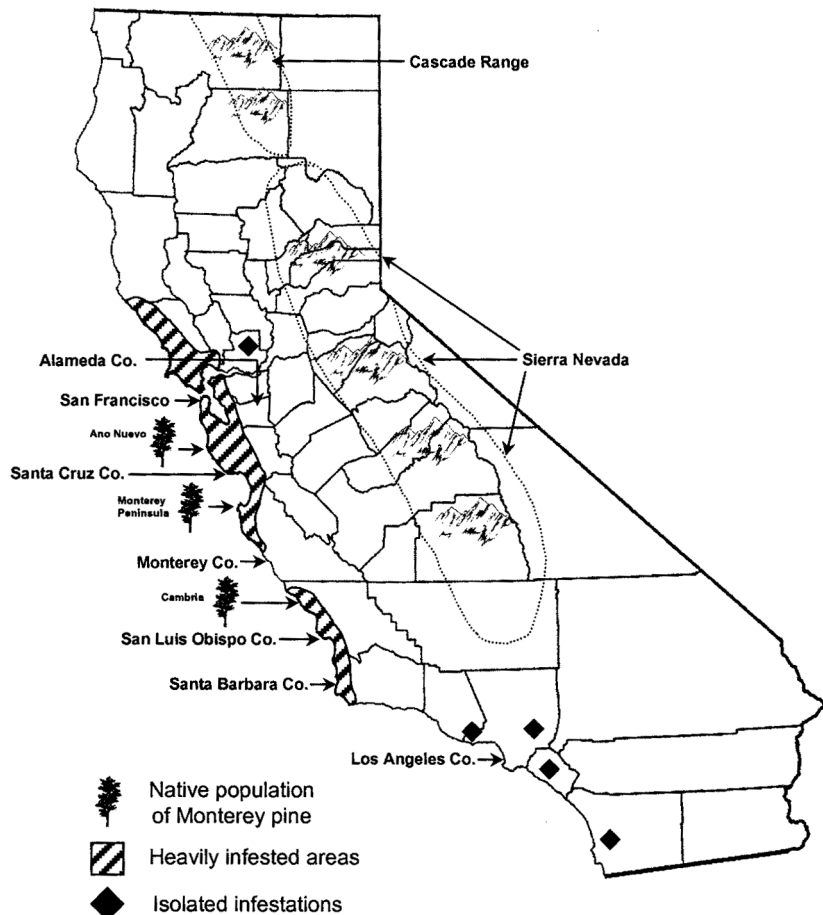 Cascade Range
Alameda Co.
Sierra Nevada
San Francisco
Ano Nuevo
Santa Cruz Co.
Monterey
Peninsula
Monterey Co.
Cambria
San Luis Obispo Co.
Santa Barbara Co.
Los Angeles Co.
Native population
of Monterey pine
Heavily infested areas
Isolated infestations